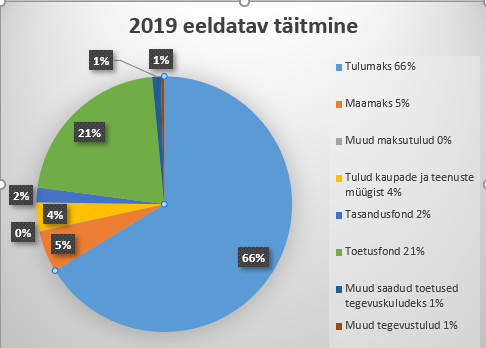 2019 eeldatav täitmine
1%
1%
21%
2%
4%
0%
5%
66%
Tulumaks 66%
Maamaks 5%
Muud maksutulud 0%
Tulud kaupade ja teenuste
müügist 4%
Tasandusfond 2%
Toetusfond 21%
Muud saadud toetused
tegevuskuludeks 1%
Muud tegevustulud 1%